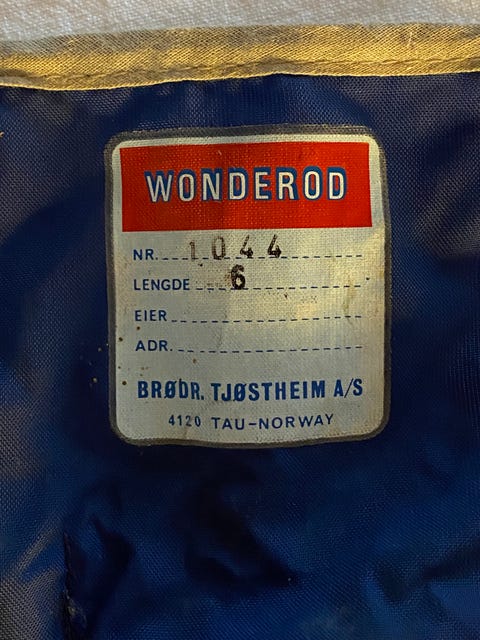 WONDEROD
NR. 1044
LENGDE 6
EIER
ADR.
BRØDR. TJØSTHEIM A/S
4120 TAU-NORWAY